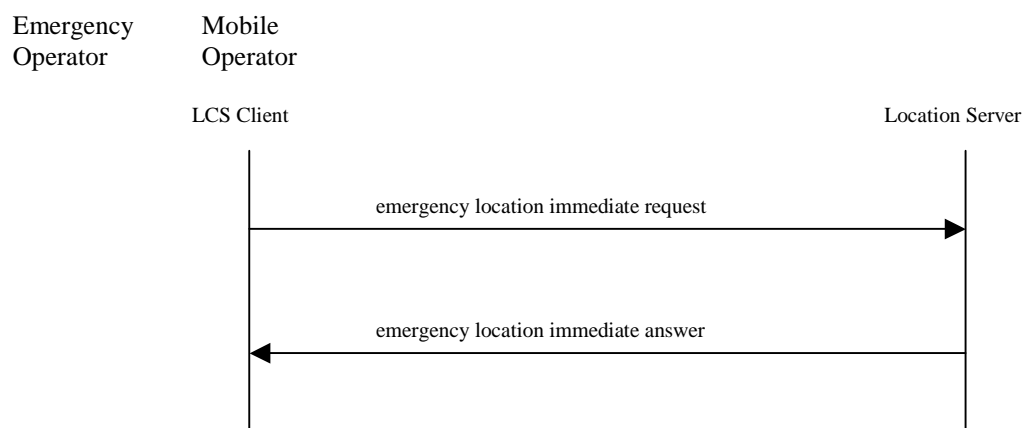 Emergency Operator
Mobile Operator
LCS Client
Location Server
emergency location immediate request
emergency location immediate answer